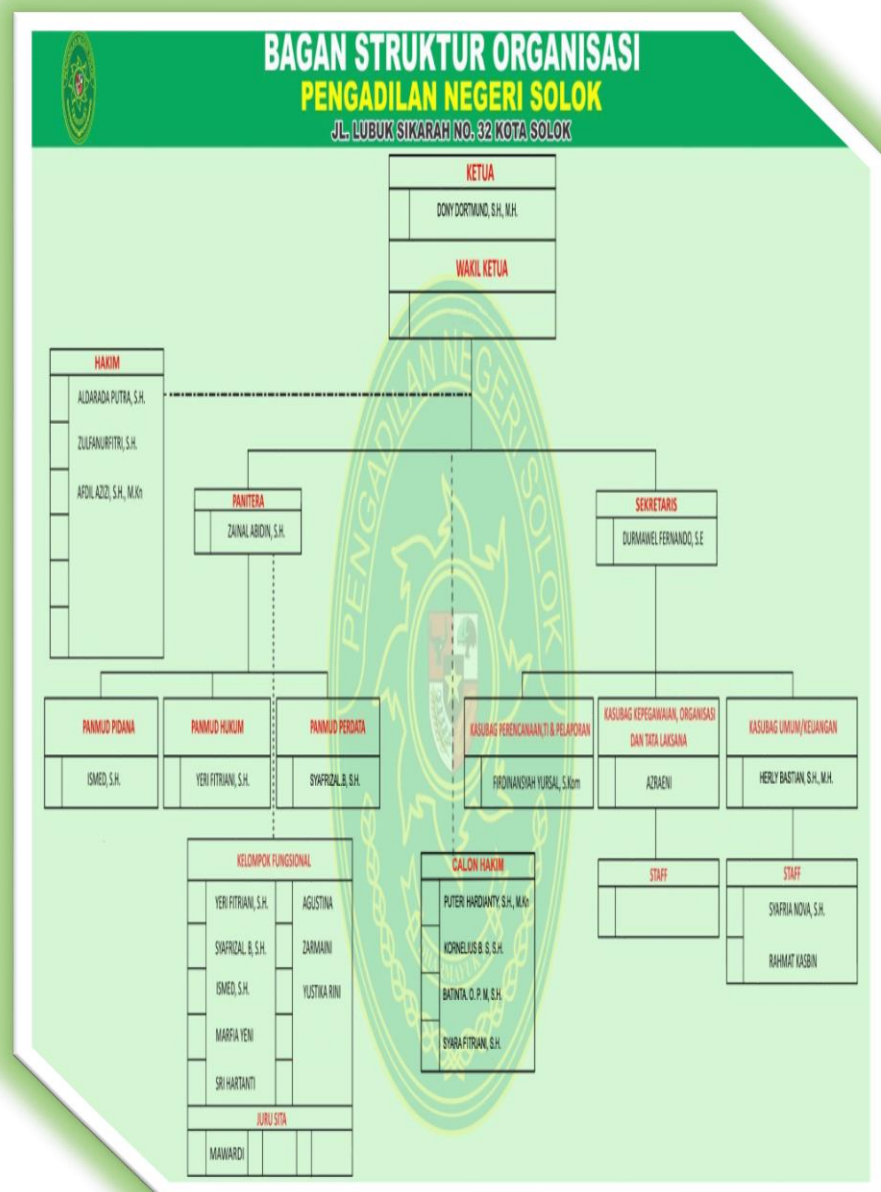 BAGAN STRUKTUR ORGANISASI
PENGADILAN NEGERI SOLOK
JL. LUBUK SIKARAH NO. 32 KOTA SOLOK
KETUA
DONY DORTMUND, S.H., M.H.
WAKIL KETUA
HAKIM
ALDARADA PUTRA, S.H.
ZULFANURFITRI, S.H.
AFDIL AZIZI, S.H., M.Kn
PANITERA
ZAINAL ABIDIN, S.H.
SEKRETARIS
DURMAWEL FERNANDO, S.E
PANMUD PIDANA
ISMED, S.H.
PANMUD HUKUM
YERI FITRIANI, S.H.
PANMUD PERDATA
SYAFRIZAL.B, S.H.
KASUBAG PERENCANAAN,TI & PELAPORAN
FIRDINANSYAH YURSAL, S.Kom
KASUBAG KEPEGAWAIAN, ORGANISASI
DAN TATA LAKSANA
AZRAENI
KASUBAG UMUM/KEUANGAN
HERLY BASTIAN, S.H., M.H.
KELOMPOK FUNGSIONAL
YERI FITRIANI, S.H.
SYAFRIZAL. B, S.H.
ISMED, S.H.
MARFIA YENI
SRI HARTANTI
AGUSTINA
ZARMAINI
YUSTIKA RINI
JURU SITA
MAWARDI
CALON HAKIM
PUTERI HARDIANTY, S.H., M.Kn
KORNELIUS B. S, S.H.
BATINTA. O. P. M, S.H.
SYARA FITRIANI, S.H.
STAFF
STAFF
SYAFRIA NOVA, S.H.
RAHMAT KASBIN
PENGADILAN NEGERI SOLOK